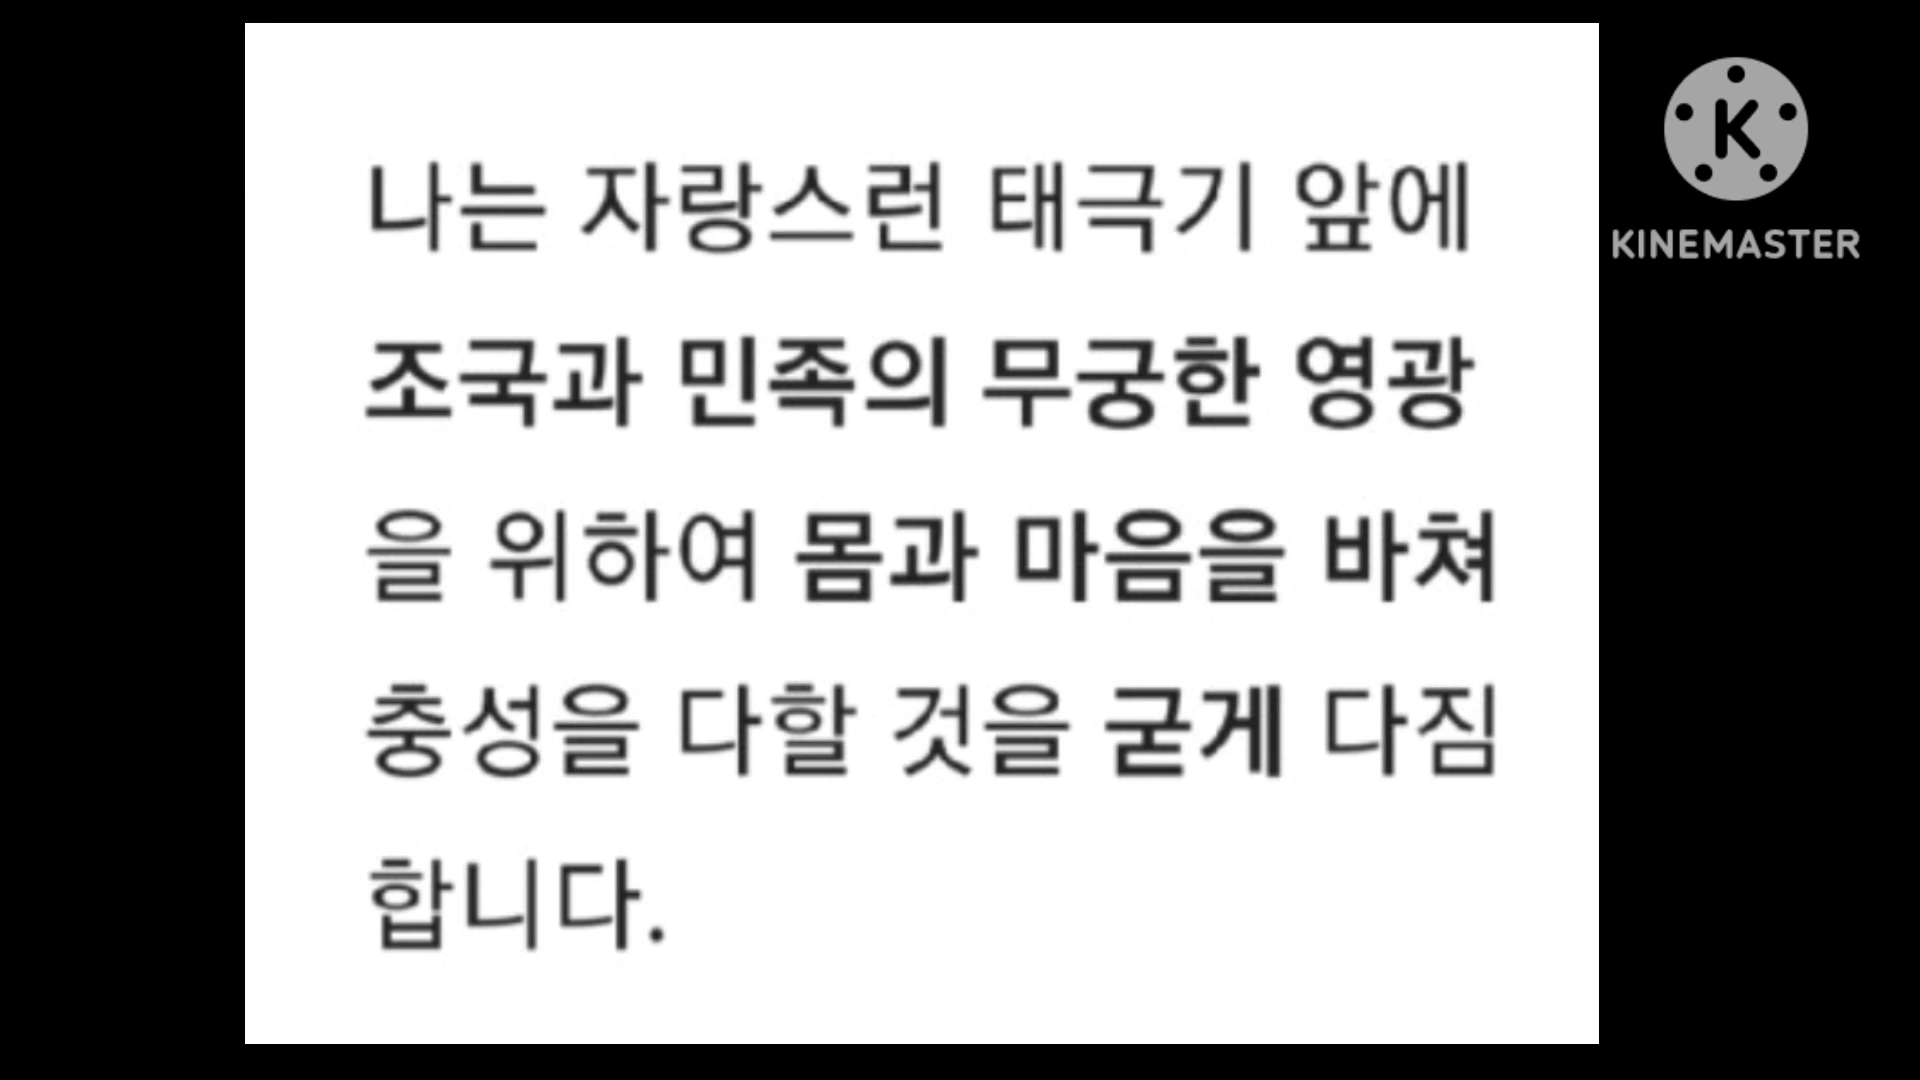 나는 자랑스런 태극기 앞에
조국과 민족의 무궁한 영광
을 위하여 몸과 마음을 바쳐
충성을 다할 것을 굳게 다짐
합니다.
K
KINEMASTER